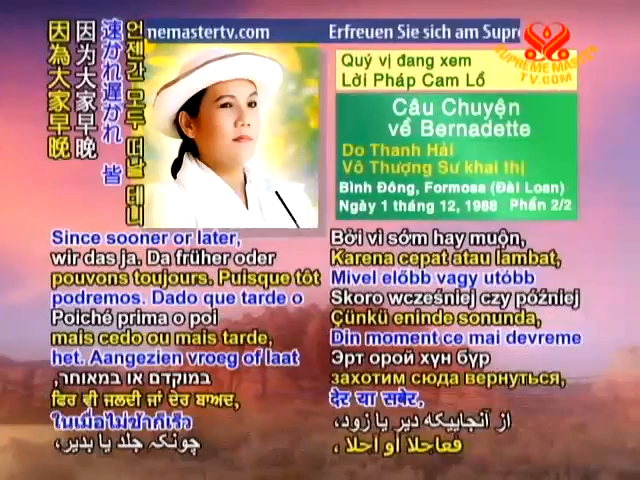 nemastertv.com
Erfreuen Sie sich am Supre
SUPREME MASTER
TV.COM
因為大家早晚
因为大家早晚
速かれ遅かれ 皆
언젠간 모두 떠날 테니
Quý vị đang xem
Lời Pháp Cam Lồ
Câu Chuyện
về Bernadette
Do Thanh Hải
Vô Thượng Sư khai thị
Bình Đông, Formosa (Đài Loan)
Ngày 1 tháng 12, 1988 Phần 2/2
Since sooner or later,
wir das ja. Da früher oder
pouvons toujours. Puisque tôt
podremos. Dado que tarde o
Poiché prima o poi
mais cedo ou mais tarde,
het. Aangezien vroeg of laat
במוקדם או במאוחר,
फिर वी जलदी जां देर बाअद,
ในเมื่อไม่ช้าก็เร็ว
چونکہ جلد یا بدیر،
Bởi vì sớm hay muộn,
Karena cepat atau lambat,
Mivel előbb vagy utóbb
Skoro wcześniej czy później
Çünkü eninde sonunda,
Din moment ce mai devreme
Эрт орой хүн бүр
захотим сюда вернуться,
देर या सबेर,
از آنجاییکه دیر یا زود،
فعاجلا او اجلا ،